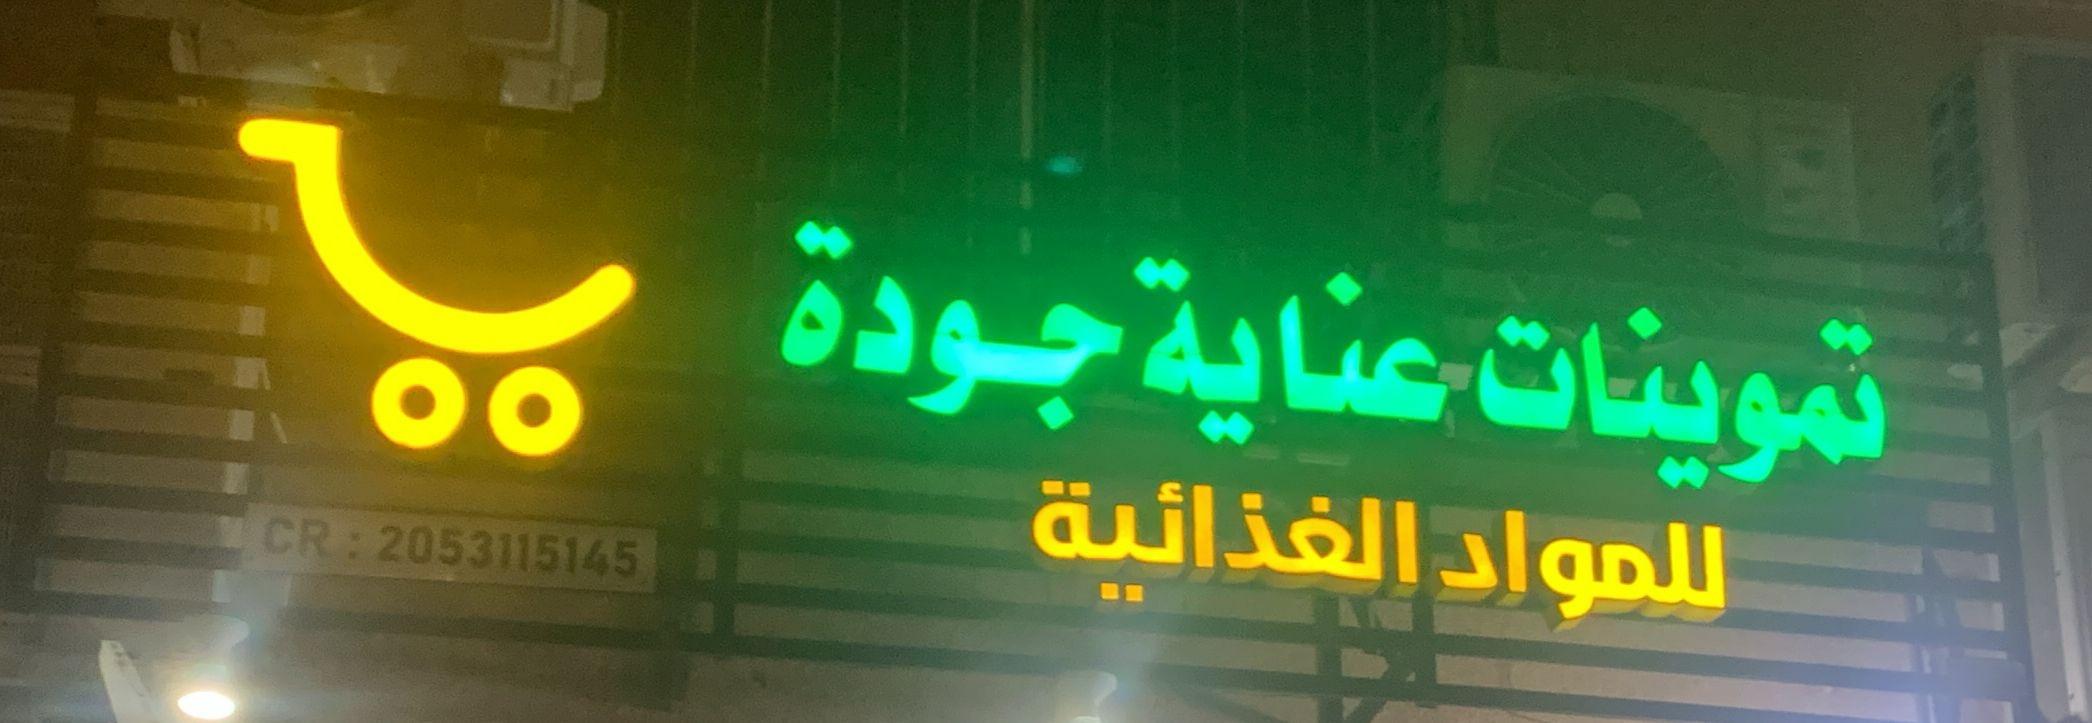 تموينات عناية جودة
للمواد الغذائية
CR : 2053115145